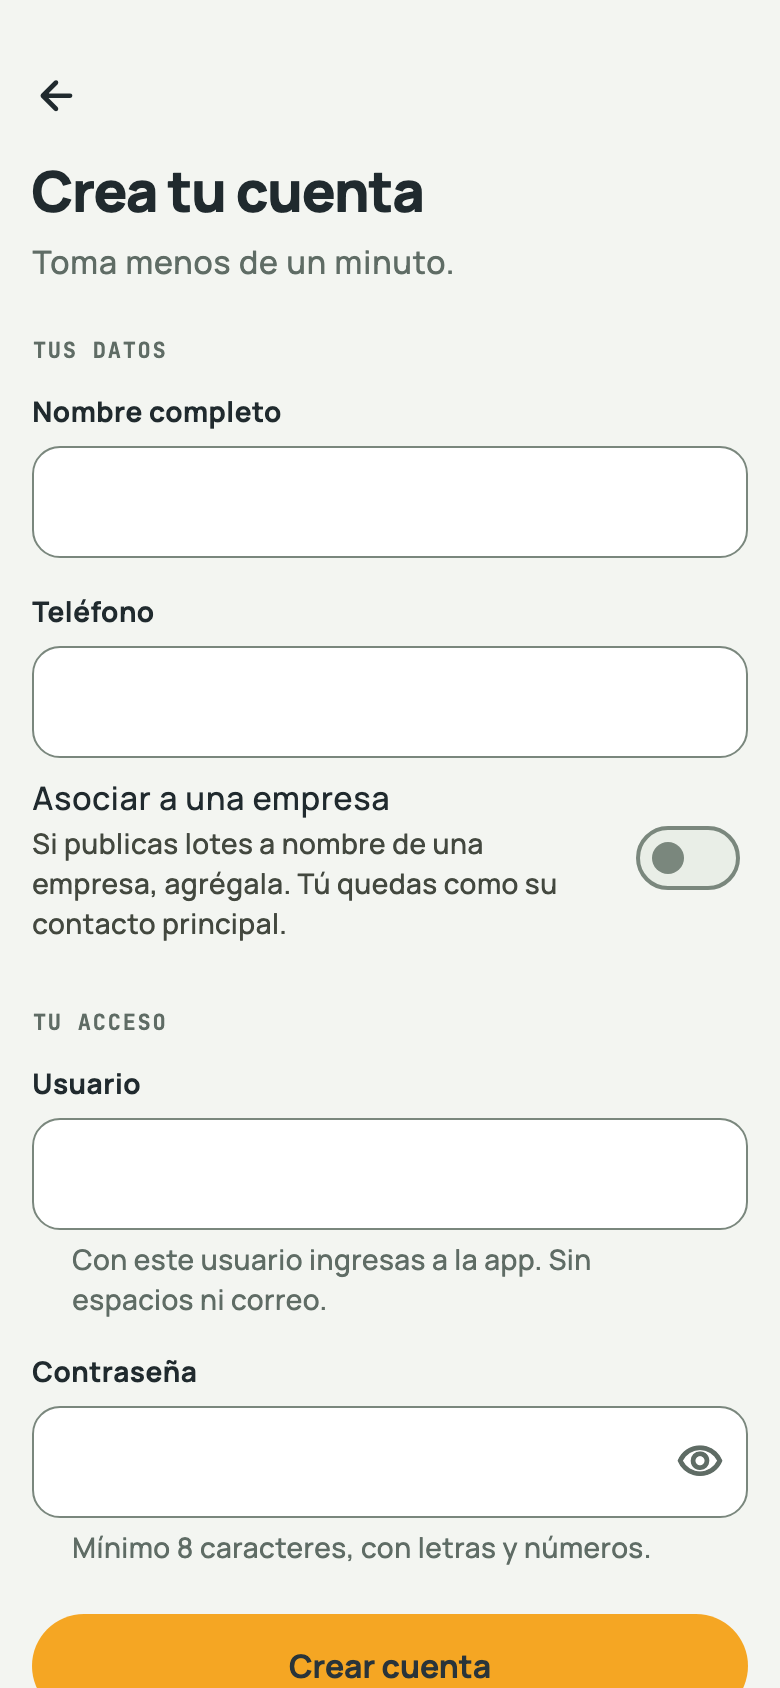 Crea tu cuenta
Toma menos de un minuto.
TUS DATOS
Nombre completo
Teléfono
Asociar a una empresa
Si publicas lotes a nombre de una
empresa, agrégala. Tú quedas como su
contacto principal.
TU ACCESO
Usuario
Con este usuario ingresas a la app. Sin
espacios ni correo.
Contraseña
Mínimo 8 caracteres, con letras y números.
Crear cuenta